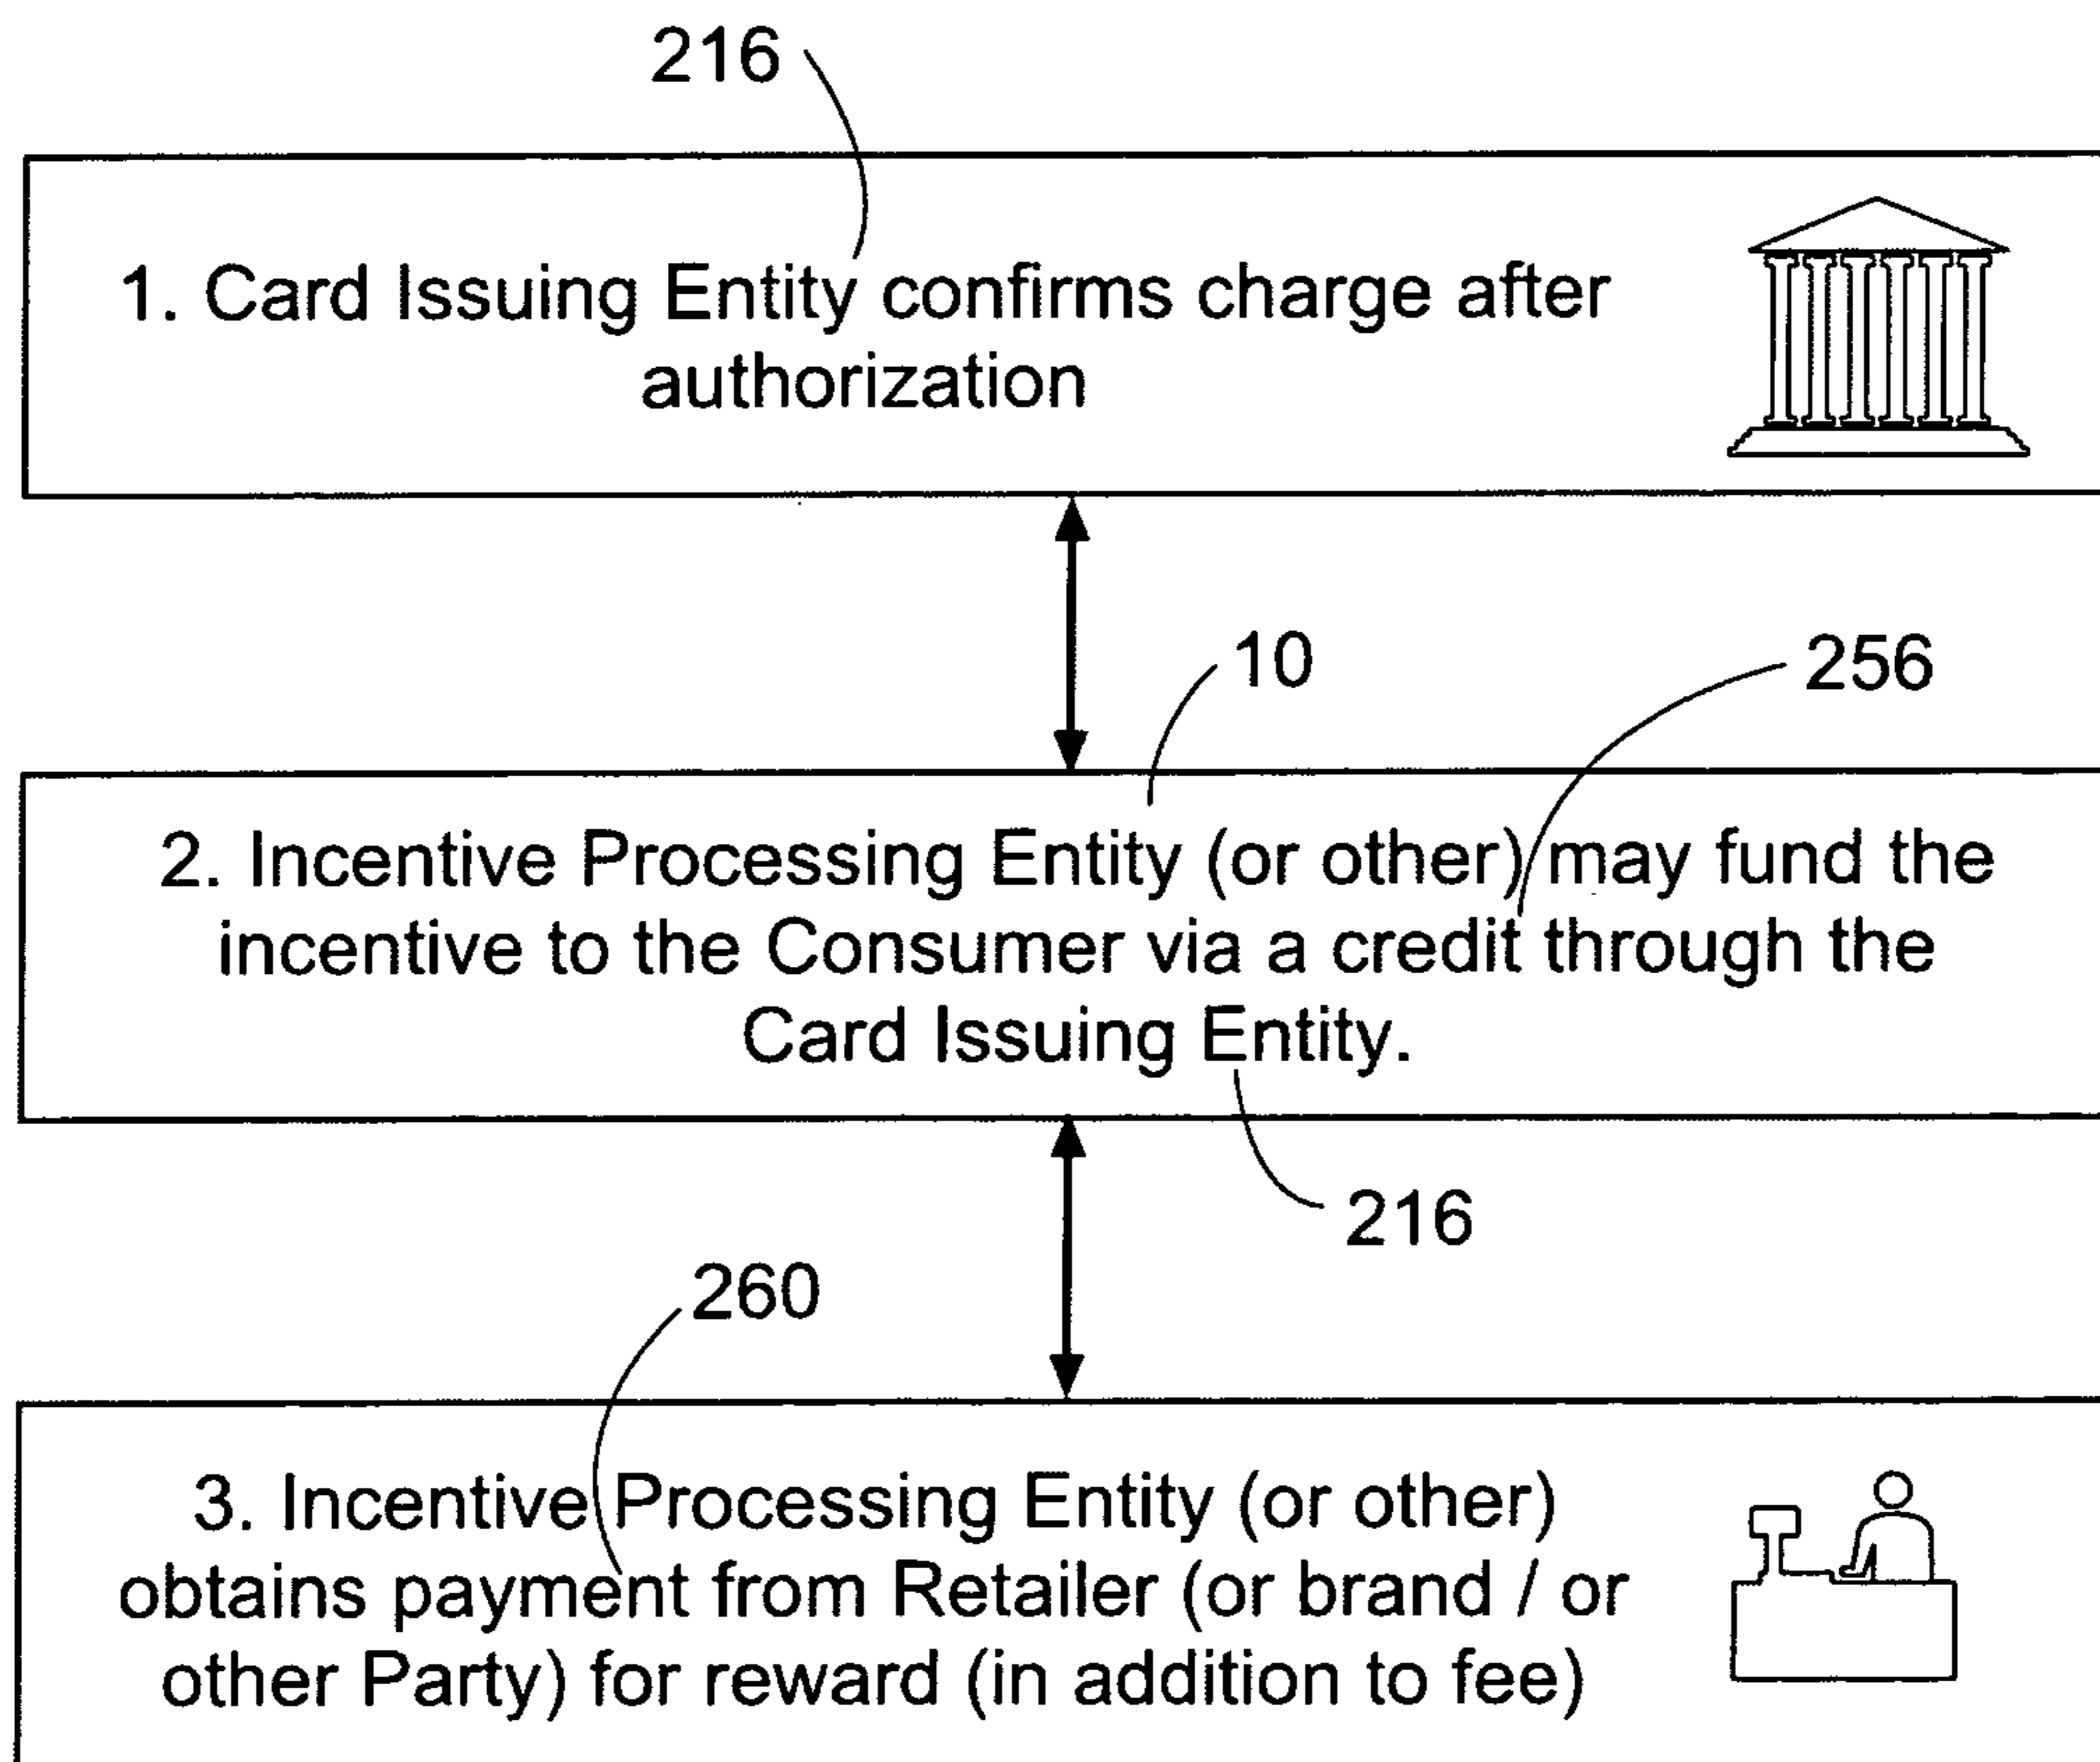 216
1. Card Issuing Entity confirms charge after
authorization
10
256
2. Incentive Processing Entity (or other) may fund the
incentive to the Consumer via a credit through the
Card Issuing Entity.
216
260
3. Incentive Processing Entity (or other)
obtains payment from Retailer (or brand / or
other Party) for reward (in addition to fee)